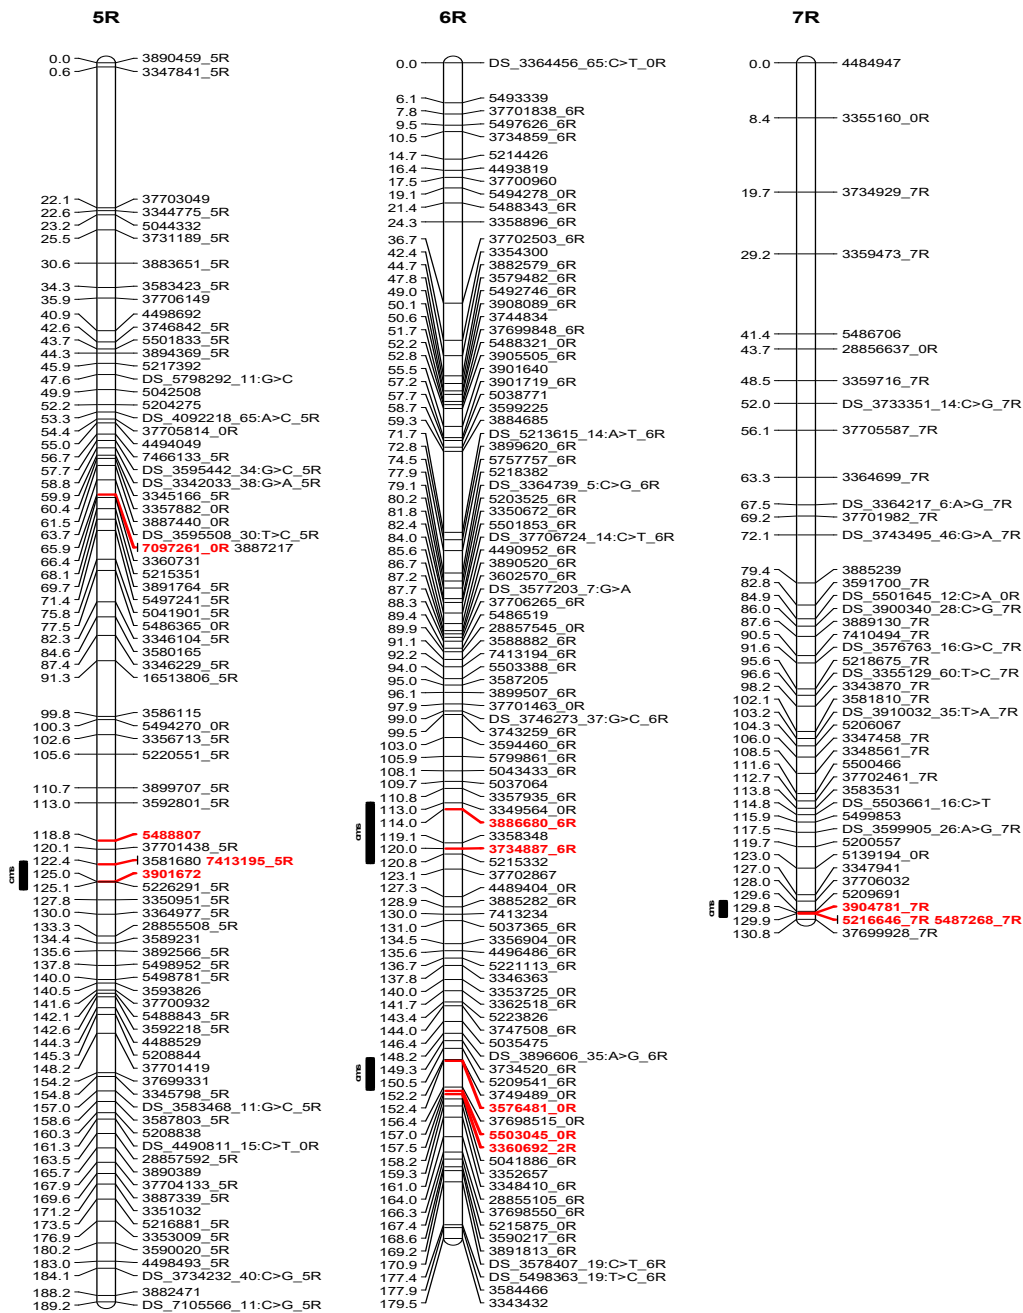 5R
0.0 3890459_5R
0.6 3347841_5R
22.1 37703049
22.6 3344775_5R
23.2 5044332
25.5 3731189_5R
30.6 3883651_5R
34.3 3583423_5R
35.9 37706149
40.9 4498692
42.6 3746842_5R
43.7 5501833_5R
44.3 3894369_5R
45.9 5217392
47.6 DS_5798292_11:G>C
49.9 5042508
52.2 5204275
53.3 DS_4092218_65:A>C_5R
54.4 37705814_0R
55.0 4494049
56.7 7466133_5R
57.7 DS_3595442_34:G>C_5R
58.8 DS_3342033_38:G>A_5R
59.9 3345166_5R
60.4 3357882_0R
61.5 3887440_0R
63.7 DS_3595508_30:T>C_5R
65.9 7097261_0R 3887217
66.4 3360731
68.1 5215351
69.7 3891764_5R
71.4 5497241_5R
75.8 5041901_5R
77.5 5486365_0R
82.3 3346104_5R
84.6 3580165
87.4 3346229_5R
91.3 16513806_5R
99.8 3586115
100.3 5494270_0R
102.6 3356713_5R
105.6 5220551_5R
110.7 3899707_5R
113.0 3592801_5R
118.8 5488807
120.1 37701438_5R
122.4 3581680 7413195_5R
125.0 3901672
125.1 5226291_5R
127.8 3350951_5R
130.0 3364977_5R
133.3 28855508_5R
134.4 3589231
135.6 3892566_5R
137.8 5498952_5R
140.0 5498781_5R
140.5 3593826
141.6 37700932
142.1 5488843_5R
142.6 3592218_5R
144.3 4488529
145.3 5208844
148.2 37701419
154.2 37699331
154.8 3345798_5R
157.0 DS_3583468_11:G>C_5R
158.6 3587803_5R
160.3 5208838
161.3 DS_4490811_15:C>T_0R
163.5 28857592_5R
165.7 3890389
167.9 37704133_5R
169.6 3887339_5R
171.2 3351032
173.5 5216881_5R
176.9 3353009_5R
180.2 3590020_5R
183.0 4498493_5R
184.1 DS_3734232_40:C>G_5R
188.2 3882471
189.2 DS_7105566_11:C>G_5R
cms
6R
0.0 DS_3364456_65:C>T_0R
6.1 5493339
7.8 37701838_6R
9.5 5497626_6R
10.5 3734859_6R
14.7 5214426
16.4 4493819
17.5 37700960
19.1 5494278_0R
21.4 5488343_6R
24.3 3358896_6R
36.7 37702503_6R
42.4 3354300
44.7 3882579_6R
47.8 3579482_6R
49.0 5492746_6R
50.1 3908089_6R
50.6 3744834
51.7 37699848_6R
52.2 5488321_0R
52.8 3905505_6R
55.5 3901640
57.2 3901719_6R
57.7 5038771
58.7 3599225
59.3 3884685
71.7 DS_5213615_14:A>T_6R
72.8 3899620_6R
74.5 5757757_6R
77.9 5218382
79.1 DS_3364739_5:C>G_6R
80.2 5203525_6R
81.8 3350672_6R
82.4 5501853_6R
84.0 DS_37706724_14:C>T_6R
85.6 4490952_6R
86.7 3890520_6R
87.2 3602570_6R
87.7 DS_3577203_7:G>A
88.3 37706265_6R
89.4 5486519
89.9 28857545_0R
91.1 3588882_6R
92.2 7413194_6R
94.0 5503388_6R
95.0 3587205
96.1 3899507_6R
97.9 37701463_0R
99.0 DS_3746273_37:G>C_6R
99.5 3743259_6R
103.0 3594460_6R
105.9 5799861_6R
108.1 5043433_6R
109.7 5037064
110.8 3357935_6R
113.0 3349564_0R
114.0 3886680_6R
119.1 3358348
120.0 3734887_6R
120.8 5215332
123.1 37702867
127.3 4489404_0R
128.9 3885282_6R
130.0 7413234
131.0 5037365_6R
134.5 3356904_0R
135.6 4496486_6R
136.7 5221113_6R
137.8 3346363
140.0 3353725_0R
141.7 3362518_6R
143.4 5223826
144.0 3747508_6R
146.4 5035475
148.2 DS_3896606_35:A>G_6R
149.3 3734520_6R
150.5 5209541_6R
152.2 3749489_0R
152.4 3576481_0R
156.4 37698515_0R
157.0 5503045_0R
157.5 3360692_2R
158.2 5041886_6R
159.3 3352657
161.0 3348410_6R
164.0 28855105_6R
166.3 37698550_6R
167.4 5215875_0R
168.6 3590217_6R
169.2 3891813_6R
170.9 DS_3578407_19:C>T_6R
177.4 DS_5498363_19:T>C_6R
177.9 3584466
179.5 3343432
cms
cms
7R
0.0 4484947
8.4 3355160_0R
19.7 3734929_7R
29.2 3359473_7R
41.4 5486706
43.7 28856637_0R
48.5 3359716_7R
52.0 DS_3733351_14:C>G_7R
56.1 37705587_7R
63.3 3364699_7R
67.5 DS_3364217_6:A>G_7R
69.2 37701982_7R
72.1 DS_3743495_46:G>A_7R
79.4 3885239
82.8 3591700_7R
84.9 DS_5501645_12:C>A_0R
86.0 DS_3900340_28:C>G_7R
87.6 3889130_7R
90.5 7410494_7R
91.6 DS_3576763_16:G>C_7R
95.6 5218675_7R
96.6 DS_3355129_60:T>C_7R
98.2 3343870_7R
102.1 3581810_7R
103.2 DS_3910032_35:T>A_7R
104.3 5206067
106.0 3347458_7R
108.5 3348561_7R
111.6 5500466
112.7 37702461_7R
113.8 3583531
114.8 DS_5503661_16:C>T
115.9 5499853
117.5 DS_3599905_26:A>G_7R
119.7 5200557
123.0 5139194_0R
127.0 3347941
128.0 37706032
129.6 5209691
129.8 3904781_7R
129.9 5216646_7R 5487268_7R
130.8 37699928_7R
cms